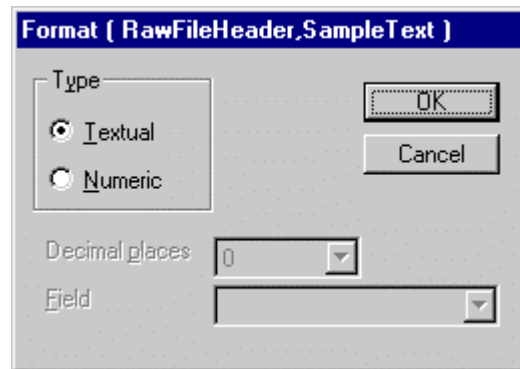 Format ( RawFileHeader,SampleText )
Type
Textual
Numeric
OK
Cancel
Decimal places
0
Field